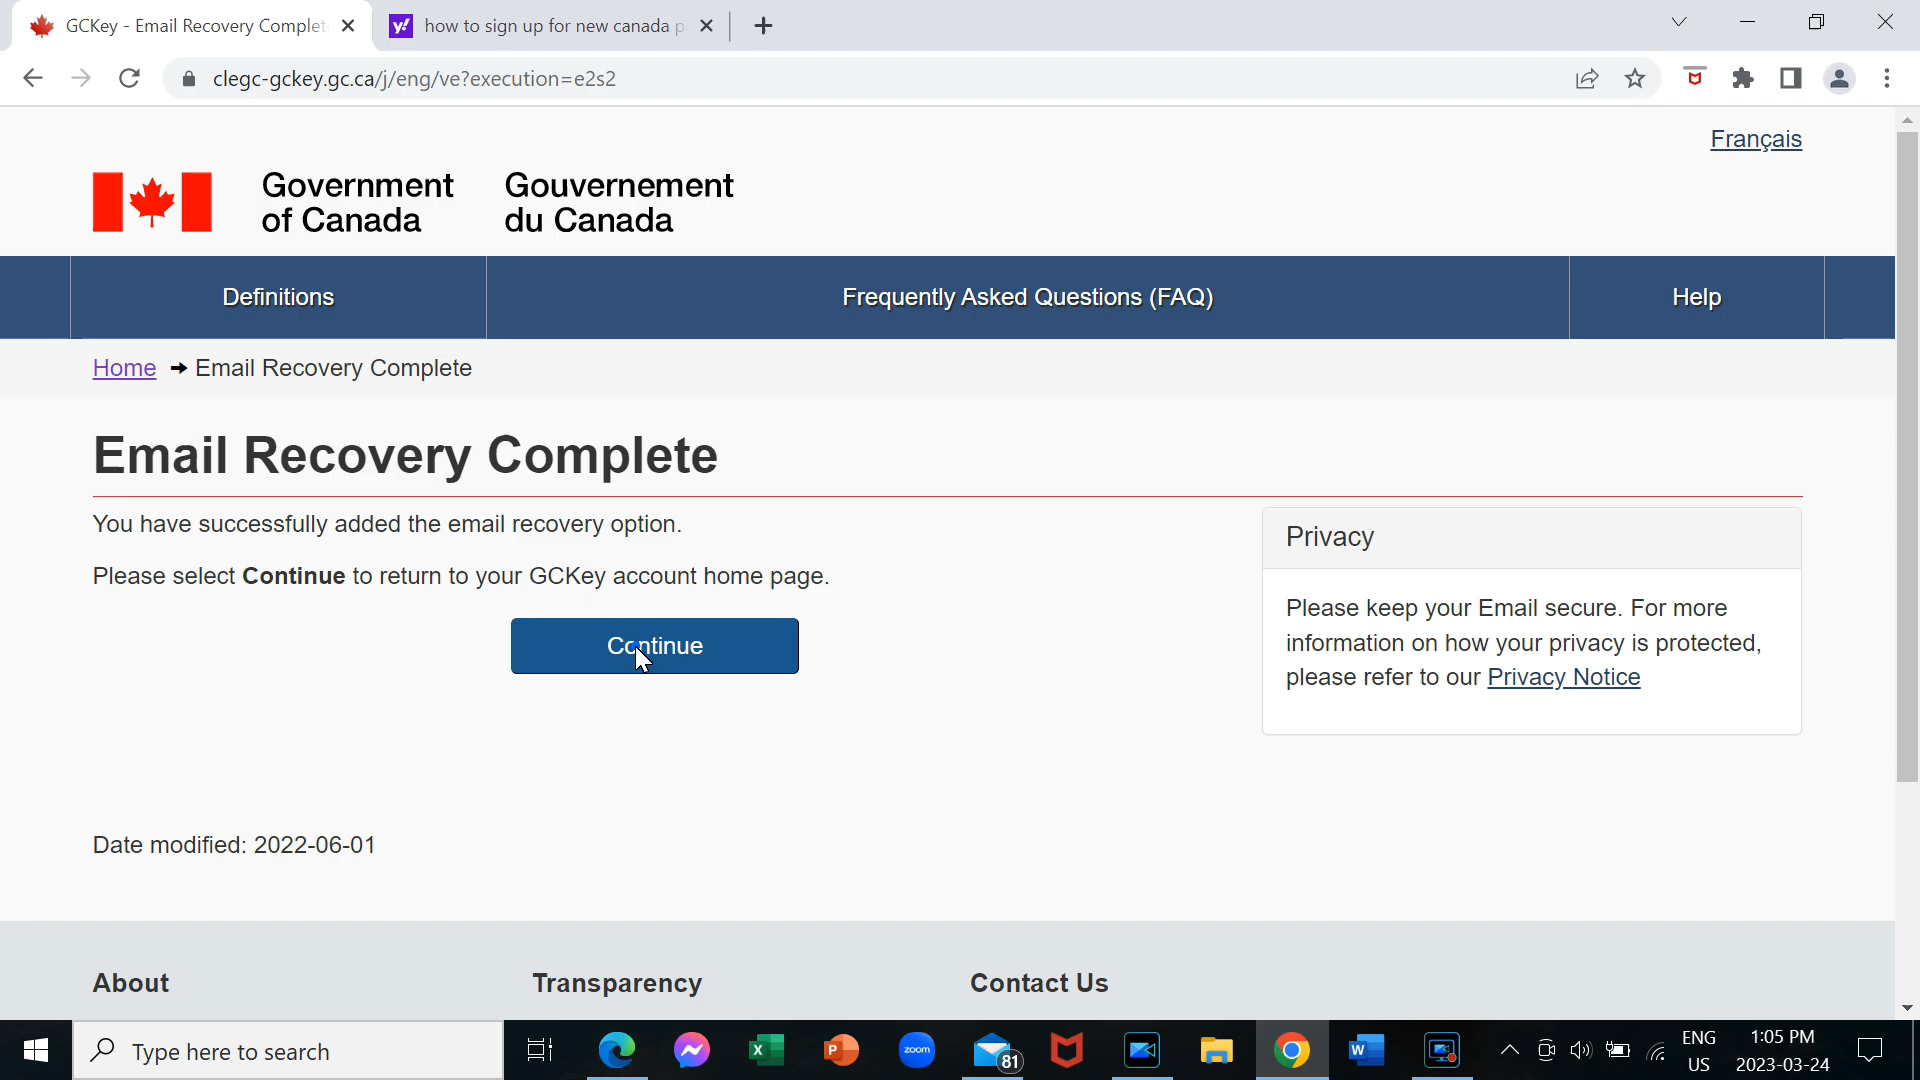 GCKey - Email Recovery Complet
how to sign up for new canada p
clegc-gckey.gc.ca/j/eng/ve?execution=e2s2
Français
Government of Canada
Gouvernement du Canada
Definitions
Frequently Asked Questions (FAQ)
Help
Home → Email Recovery Complete
Email Recovery Complete
You have successfully added the email recovery option.
Please select Continue to return to your GCKey account home page.
Continue
Privacy
Please keep your Email secure. For more
information on how your privacy is protected,
please refer to our Privacy Notice
Date modified: 2022-06-01
About
Transparency
Contact Us
Type here to search
zoom
81
ENG
US
1:05 PM
2023-03-24